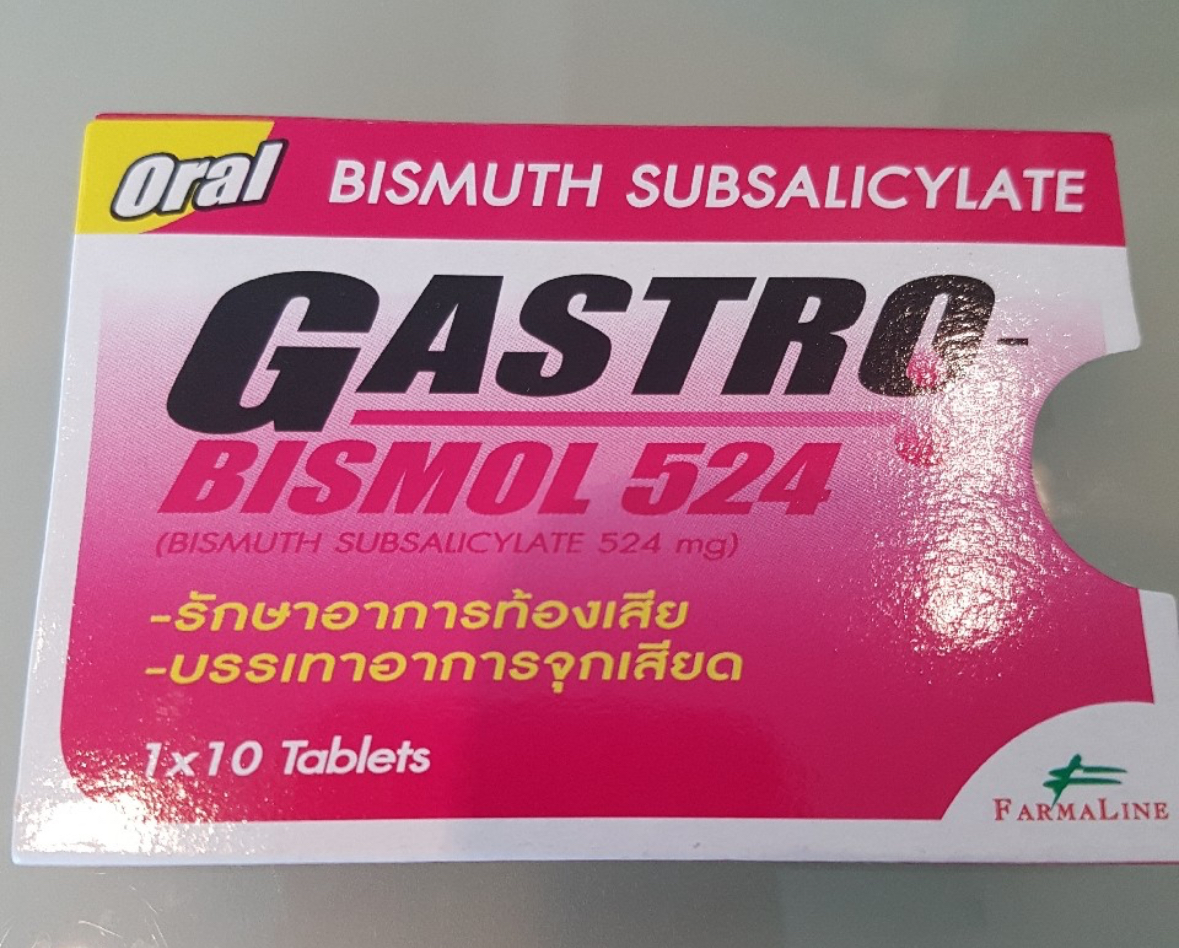 Oral BISMUTH SUBSALICYLATE
GASTRO-
BISMOL 524
(BISMUTH SUBSALICYLATE 524 mg)
-รักษาอาการท้องเสีย
-บรรเทาอาการจุกเสียด
1x10 Tablets
FARMALINE